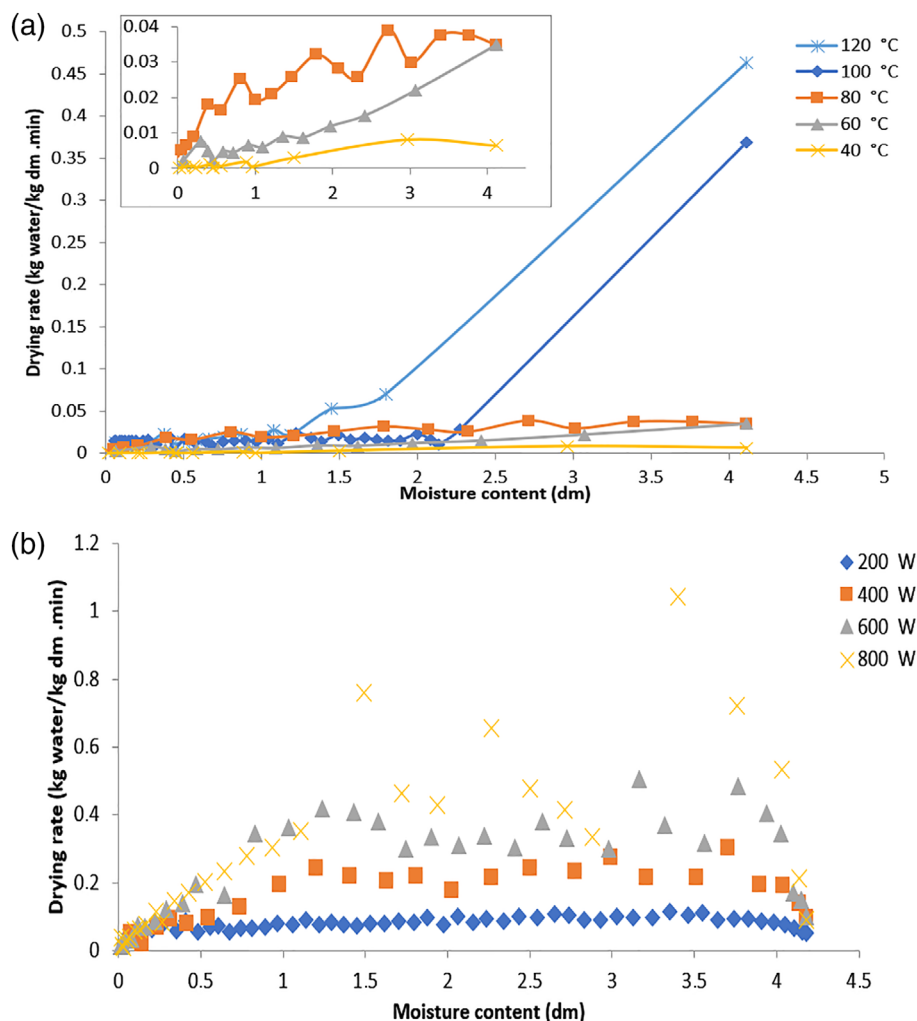 (a)
Drying rate (kg water/kg dm .min)
0.5
0.45
0.4
0.35
0.3
0.25
0.2
0.15
0.1
0.05
0
0.04
0.03
0.02
0.01
0
0 1 2 3 4
120 °C
100 °C
80 °C
60 °C
40 °C
0 0.5 1 1.5 2 2.5 3 3.5 4 4.5 5
Moisture content (dm)
(b)
Drying rate (kg water/kg dm .min)
1.2
1
0.8
0.6
0.4
0.2
0
200 W
400 W
600 W
800 W
0 0.5 1 1.5 2 2.5 3 3.5 4 4.5
Moisture content (dm)